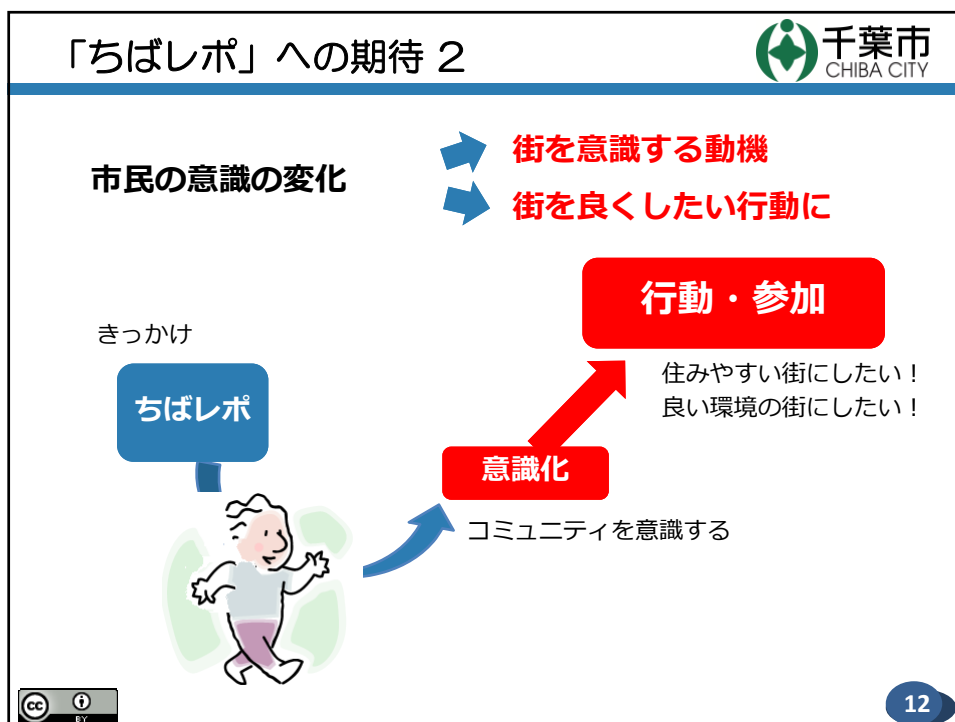 「ちばレポ」への期待 2
千葉市
CHIBA CITY
市民の意識の変化
街を意識する動機
街を良くしたい行動に
行動・参加
きっかけ
住みやすい街にしたい！
良い環境の街にしたい！
ちばレポ
意識化
コミュニティを意識する
cc
BY
12